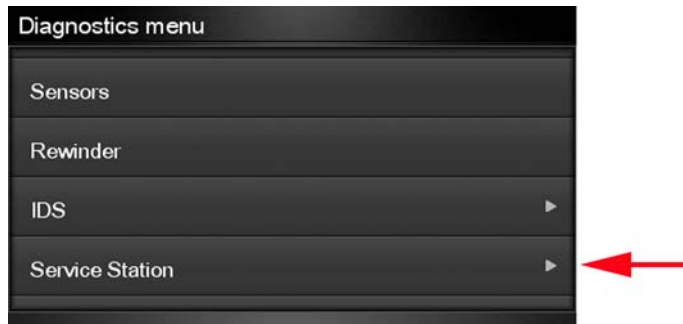 Diagnostics menu
Sensors
Rewinder
IDS
Service Station